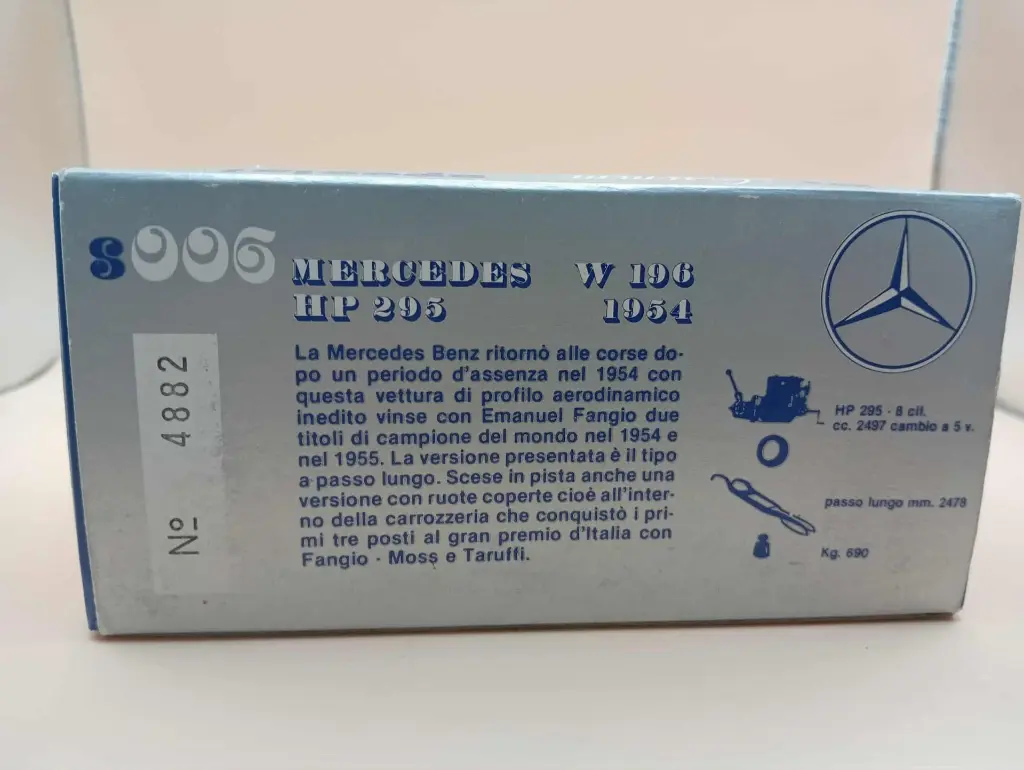 s006
MERCEDES W 196
HP 295 1954
La Mercedes Benz ritornò alle corse do-
po un periodo d'assenza nel 1954 con
questa vettura di profilo aerodinamico
inedito vinse con Emanuel Fangio due
titoli di campione del mondo nel 1954 e
nel 1955. La versione presentata è il tipo
a passo lungo. Scese in pista anche una
versione con ruote coperte cioè all'inter-
no della carrozzeria che conquistò i pri-
mi tre posti al gran premio d'Italia con
Fangio - Moss e Taruffi.
Nº 4882
HP 295 - 8 cil.
cc. 2497 cambio a 5 v.
passo lungo mm. 2478
Kg. 690